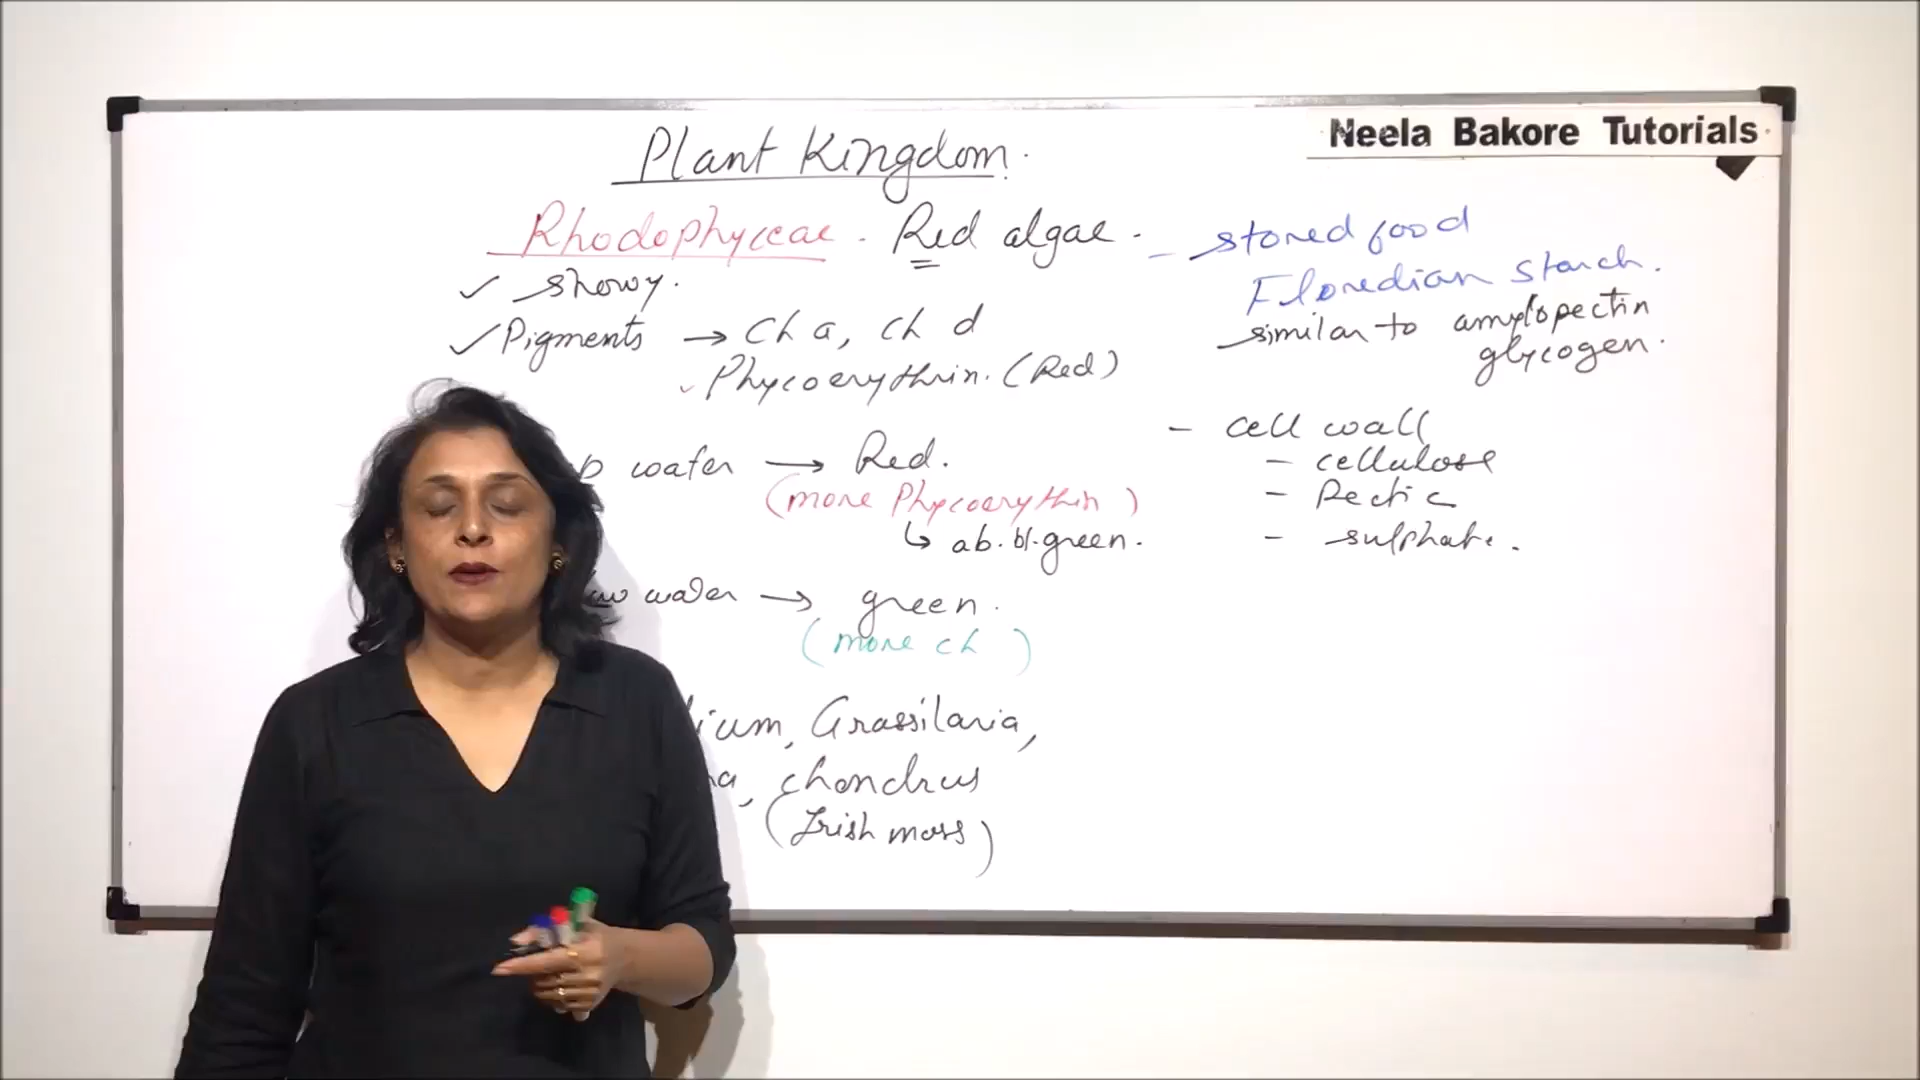 Neela Bakore Tutorials
Plant Kingdom.
Rhodophyceae. Red algae.
✓ showy.
✓ Pigments → Ch a, Ch d
Phycoerythrin. (Red)
water → Red.
(more Phycoerythin)
↳ ab. bl. green.
water → green.
(more ch)
ium, Grassilaria,
a, chondrus
(Irish moss)
- stored food
Floredian starch.
similar to amylopectin
glycogen.
- cell wall
- cellulose
- Pectic
- sulphate.